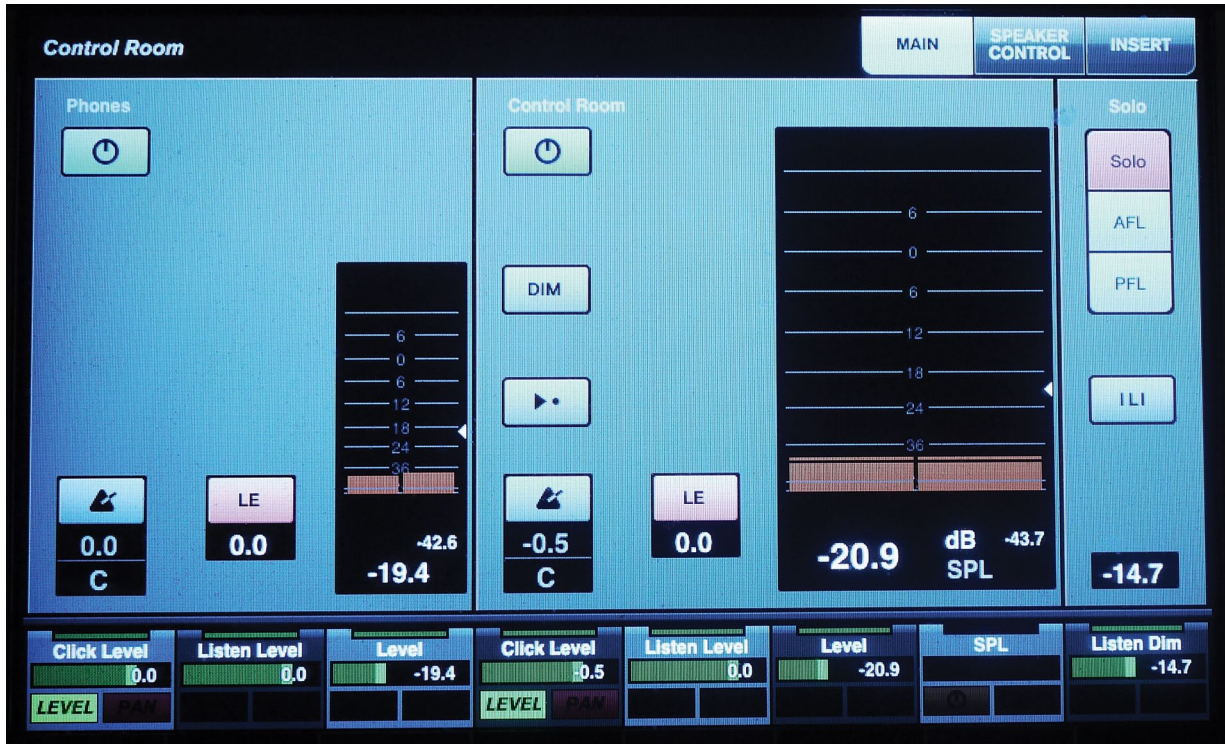 Control Room
MAIN
SPEAKER
CONTROL
INSERT
Phones
6
0
6
12
18
24
36
LE
0.0
C
0.0
-42.6
-19.4
Control Room
DIM
LE
-0.5
C
0.0
6
0
6
12
18
24
36
-20.9
dB
SPL
-43.7
Solo
Solo
AFL
PFL
ILI
-14.7
Click Level
0.0
LEVEL
PAN
Listen Level
0.0
Level
-19.4
Click Level
-0.5
LEVEL
PAN
Listen Level
0.0
Level
-20.9
SPL
Listen Dim
-14.7